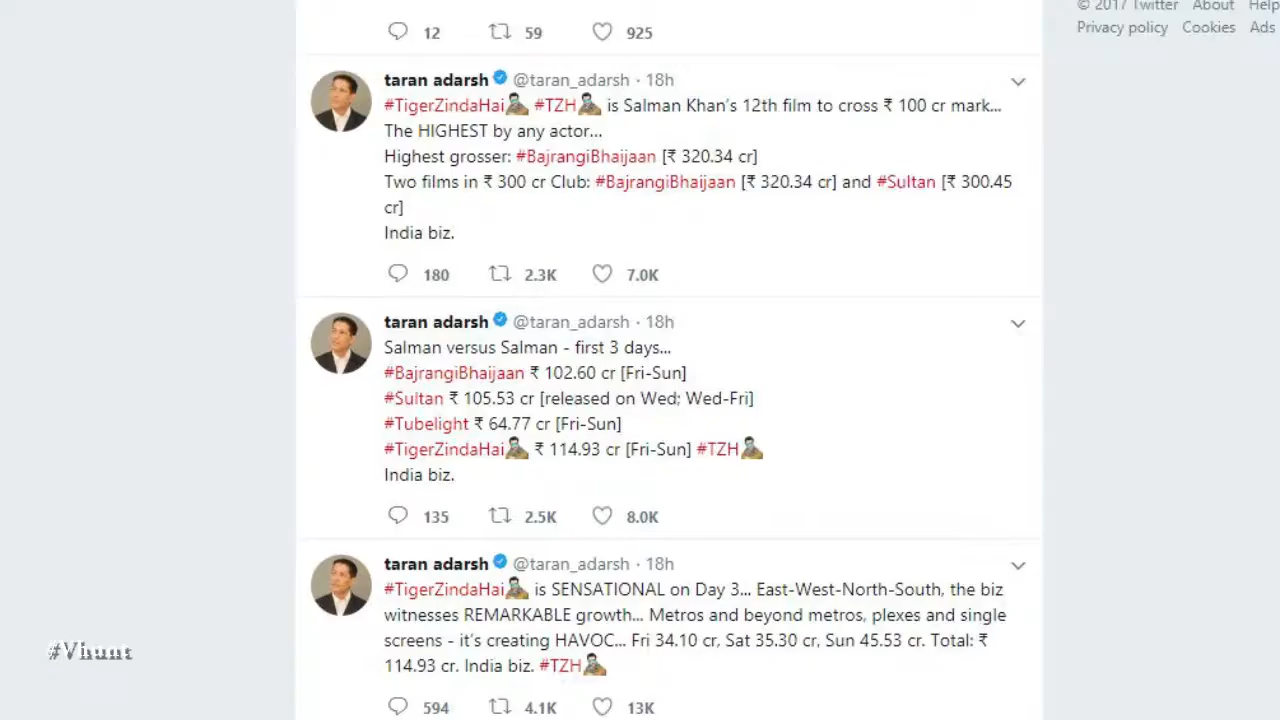 © 2017 Twitter About Help
Privacy policy Cookies Ads
12 59 925
taran adarsh @taran_adarsh · 18h
#TigerZindaHai #TZH is Salman Khan's 12th film to cross ₹ 100 cr mark...
The HIGHEST by any actor...
Highest grosser: #BajrangiBhaijaan [₹ 320.34 cr]
Two films in ₹ 300 cr Club: #BajrangiBhaijaan [₹ 320.34 cr] and #Sultan [₹ 300.45
cr]
India biz.
180 2.3K 7.0K
taran adarsh @taran_adarsh · 18h
Salman versus Salman - first 3 days...
#BajrangiBhaijaan ₹ 102.60 cr [Fri-Sun]
#Sultan ₹ 105.53 cr [released on Wed; Wed-Fri]
#Tubelight ₹ 64.77 cr [Fri-Sun]
#TigerZindaHai ₹ 114.93 cr [Fri-Sun] #TZH
India biz.
135 2.5K 8.0K
taran adarsh @taran_adarsh · 18h
#TigerZindaHai is SENSATIONAL on Day 3... East-West-North-South, the biz
witnesses REMARKABLE growth... Metros and beyond metros, plexes and single
screens - it's creating HAVOC... Fri 34.10 cr, Sat 35.30 cr, Sun 45.53 cr. Total: ₹
114.93 cr. India biz. #TZH
594 4.1K 13K
#Vhunt